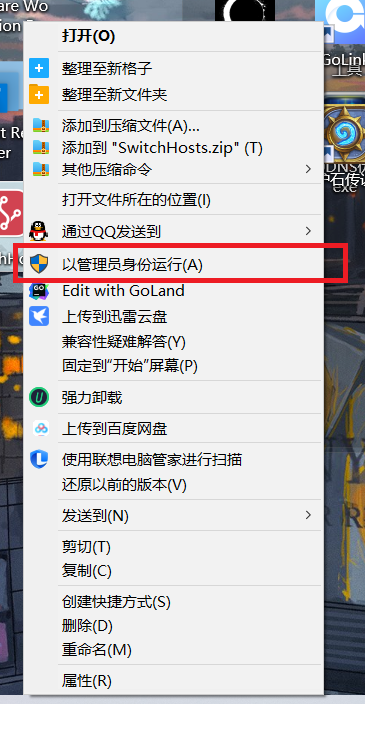 are Wo
ion
打开(O)
整理至新格子
GoLink
工具
整理至新文件夹
添加到压缩文件(A)...
添加到 "SwitchHosts.zip" (T)
其他压缩命令
打开文件所在的位置(I)
exe
通过QQ发送到
以管理员身份运行(A)
Edit with GoLand
上传到迅雷云盘
兼容性疑难解答(Y)
固定到"开始"屏幕(P)
强力卸载
上传到百度网盘
使用联想电脑管家进行扫描
还原以前的版本(V)
发送到(N)
剪切(T)
复制(C)
创建快捷方式(S)
删除(D)
重命名(M)
属性(R)